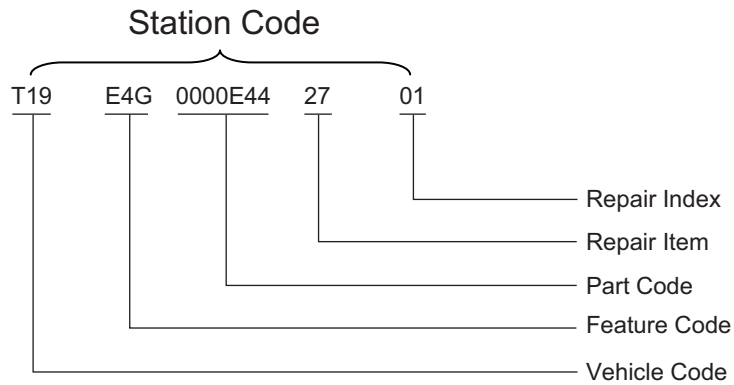 Station Code
T19 E4G 0000E44 27 01
Repair Index
Repair Item
Part Code
Feature Code
Vehicle Code